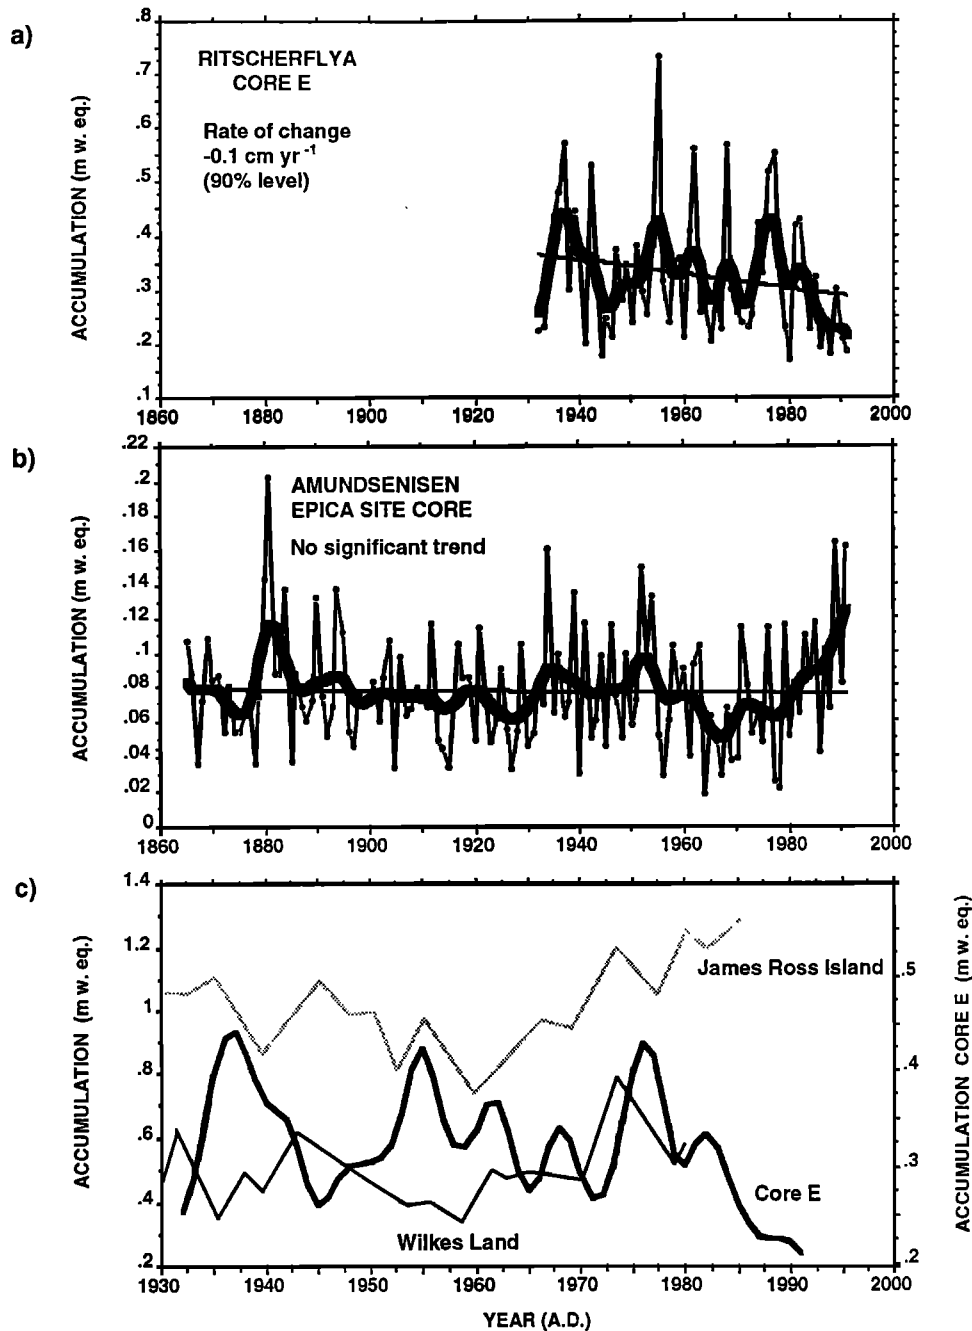 a)
RITSCHERFLYA
CORE E
Rate of change
-0.1 cm yr -1
(90% level)
ACCUMULATION (m w. eq.)
.8
.7
.6
.5
.4
.3
.2
.1
1860 1880 1900 1920 1940 1960 1980 2000
b)
AMUNDSENISEN
EPICA SITE CORE
No significant trend
ACCUMULATION (m w. eq.)
.22
.2
.18
.16
.14
.12
.1
.08
.06
.04
.02
0
1860 1880 1900 1920 1940 1960 1980 2000
c)
ACCUMULATION (m w. eq.)
1.4
1.2
1
.8
.6
.4
.2
James Ross Island
Core E
Wilkes Land
.5
.4
.3
.2
ACCUMULATION CORE E (m w. eq.)
1930 1940 1950 1960 1970 1980 1990 2000
YEAR (A.D.)